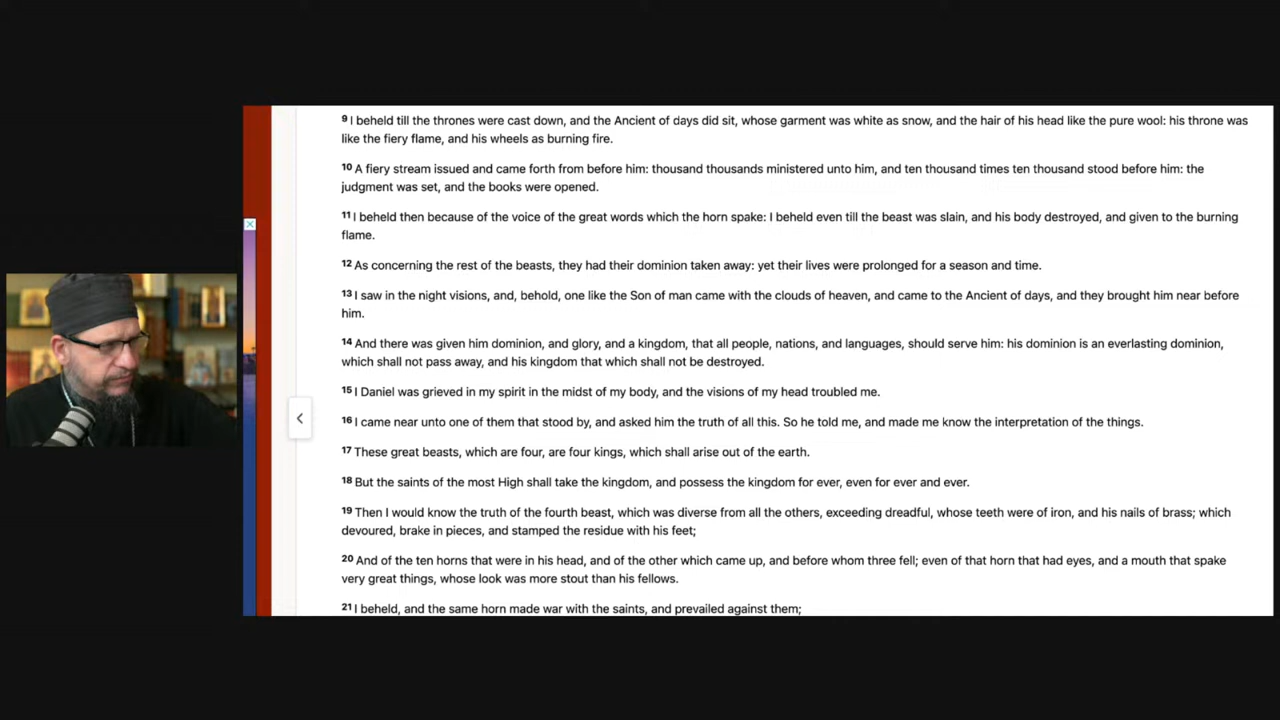 9 I beheld till the thrones were cast down, and the Ancient of days did sit, whose garment was white as snow, and the hair of his head like the pure wool: his throne was
like the fiery flame, and his wheels as burning fire.
10 A fiery stream issued and came forth from before him: thousand thousands ministered unto him, and ten thousand times ten thousand stood before him: the
judgment was set, and the books were opened.
11 I beheld then because of the voice of the great words which the horn spake: I beheld even till the beast was slain, and his body destroyed, and given to the burning
flame.
12 As concerning the rest of the beasts, they had their dominion taken away: yet their lives were prolonged for a season and time.
13 I saw in the night visions, and, behold, one like the Son of man came with the clouds of heaven, and came to the Ancient of days, and they brought him near before
him.
14 And there was given him dominion, and glory, and a kingdom, that all people, nations, and languages, should serve him: his dominion is an everlasting dominion,
which shall not pass away, and his kingdom that which shall not be destroyed.
15 I Daniel was grieved in my spirit in the midst of my body, and the visions of my head troubled me.
16 I came near unto one of them that stood by, and asked him the truth of all this. So he told me, and made me know the interpretation of the things.
17 These great beasts, which are four, are four kings, which shall arise out of the earth.
18 But the saints of the most High shall take the kingdom, and possess the kingdom for ever, even for ever and ever.
19 Then I would know the truth of the fourth beast, which was diverse from all the others, exceeding dreadful, whose teeth were of iron, and his nails of brass; which
devoured, brake in pieces, and stamped the residue with his feet;
20 And of the ten horns that were in his head, and of the other which came up, and before whom three fell; even of that horn that had eyes, and a mouth that spake
very great things, whose look was more stout than his fellows.
21 I beheld, and the same horn made war with the saints, and prevailed against them;